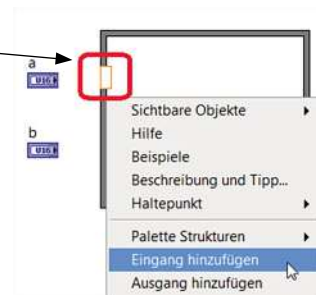 a
U16
b
U16
Sichtbare Objekte
Hilfe
Beispiele
Beschreibung und Tipp...
Haltepunkt
Palette Strukturen
Eingang hinzufügen
Ausgang hinzufügen